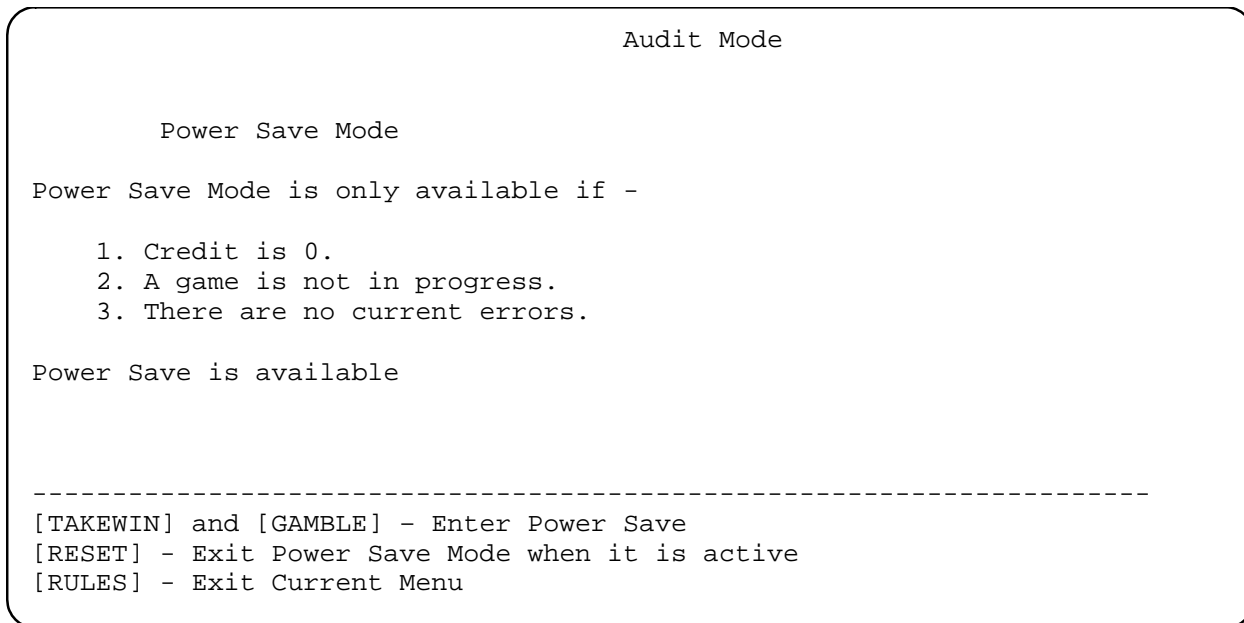 Audit Mode
Power Save Mode
Power Save Mode is only available if -
1. Credit is 0.
2. A game is not in progress.
3. There are no current errors.
Power Save is available
----------------------------------------------------------------------
[TAKEWIN] and [GAMBLE] – Enter Power Save
[RESET] - Exit Power Save Mode when it is active
[RULES] - Exit Current Menu